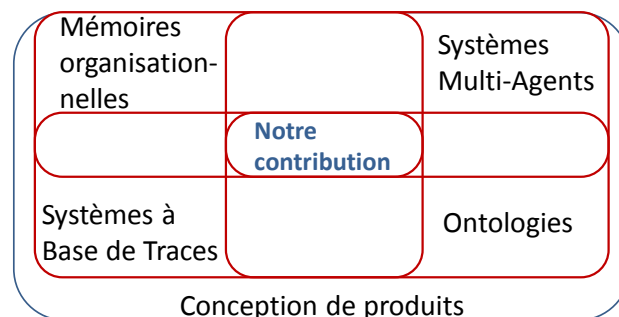 Mémoires
organisation-
nelles
Systèmes
Multi-Agents
Notre
contribution
Systèmes à
Base de Traces
Ontologies
Conception de produits